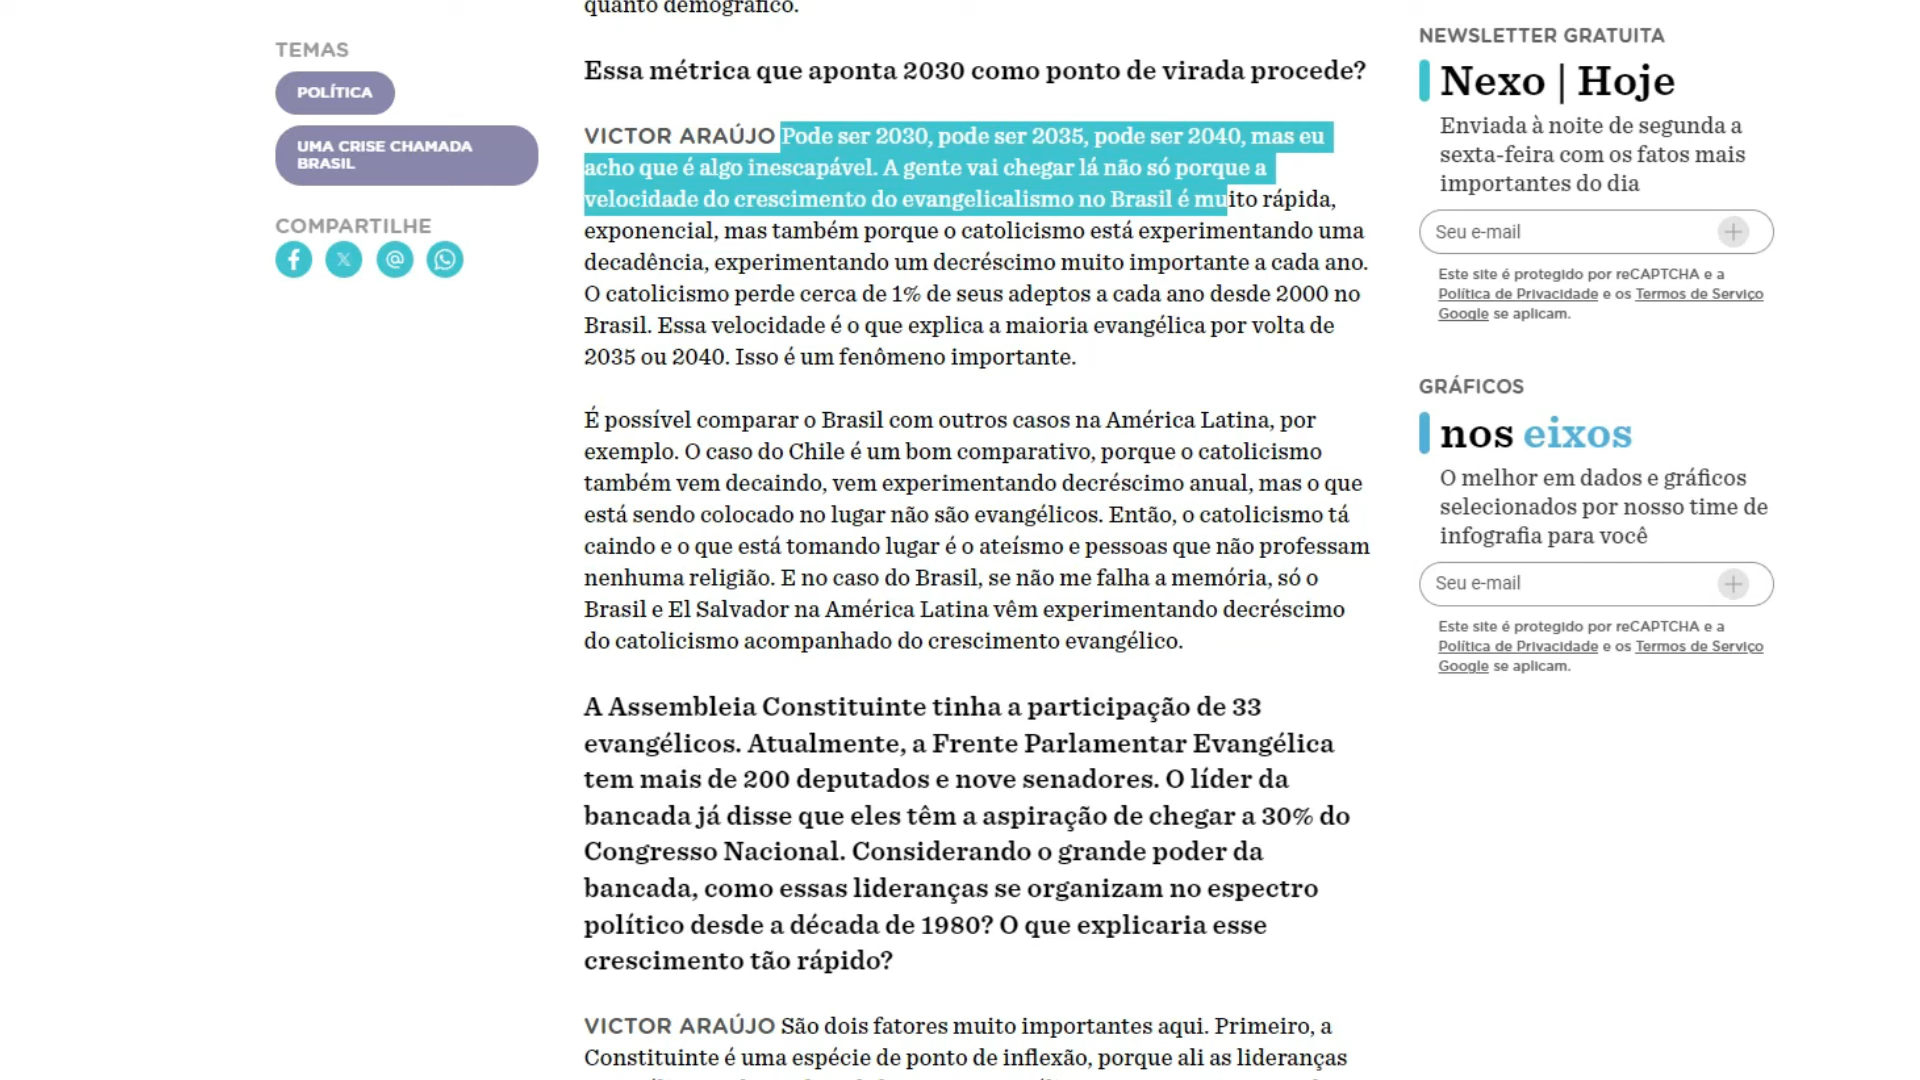 quanto demográfico.
TEMAS
POLÍTICA
UMA CRISE CHAMADA
BRASIL
COMPARTILHE
Essa métrica que aponta 2030 como ponto de virada procede?
VICTOR ARAÚJO Pode ser 2030, pode ser 2035, pode ser 2040, mas eu
acho que é algo inescapável. A gente vai chegar lá não só porque a
velocidade do crescimento do evangelicalismo no Brasil é muito rápida,
exponencial, mas também porque o catolicismo está experimentando uma
decadência, experimentando um decréscimo muito importante a cada ano.
O catolicismo perde cerca de 1% de seus adeptos a cada ano desde 2000 no
Brasil. Essa velocidade é o que explica a maioria evangélica por volta de
2035 ou 2040. Isso é um fenômeno importante.
É possível comparar o Brasil com outros casos na América Latina, por
exemplo. O caso do Chile é um bom comparativo, porque o catolicismo
também vem decaindo, vem experimentando decréscimo anual, mas o que
está sendo colocado no lugar não são evangélicos. Então, o catolicismo tá
caindo e o que está tomando lugar é o ateísmo e pessoas que não professam
nenhuma religião. E no caso do Brasil, se não me falha a memória, só o
Brasil e El Salvador na América Latina vêm experimentando decréscimo
do catolicismo acompanhado do crescimento evangélico.
A Assembleia Constituinte tinha a participação de 33
evangélicos. Atualmente, a Frente Parlamentar Evangélica
tem mais de 200 deputados e nove senadores. O líder da
bancada já disse que eles têm a aspiração de chegar a 30% do
Congresso Nacional. Considerando o grande poder da
bancada, como essas lideranças se organizam no espectro
político desde a década de 1980? O que explicaria esse
crescimento tão rápido?
VICTOR ARAÚJO São dois fatores muito importantes aqui. Primeiro, a
Constituinte é uma espécie de ponto de inflexão, porque ali as lideranças
NEWSLETTER GRATUITA
Nexo | Hoje
Enviada à noite de segunda a
sexta-feira com os fatos mais
importantes do dia
Seu e-mail
Este site é protegido por reCAPTCHA e a
Política de Privacidade e os Termos de Serviço
Google se aplicam.
GRÁFICOS
nos eixos
O melhor em dados e gráficos
selecionados por nosso time de
infografia para você
Seu e-mail
Este site é protegido por reCAPTCHA e a
Política de Privacidade e os Termos de Serviço
Google se aplicam.